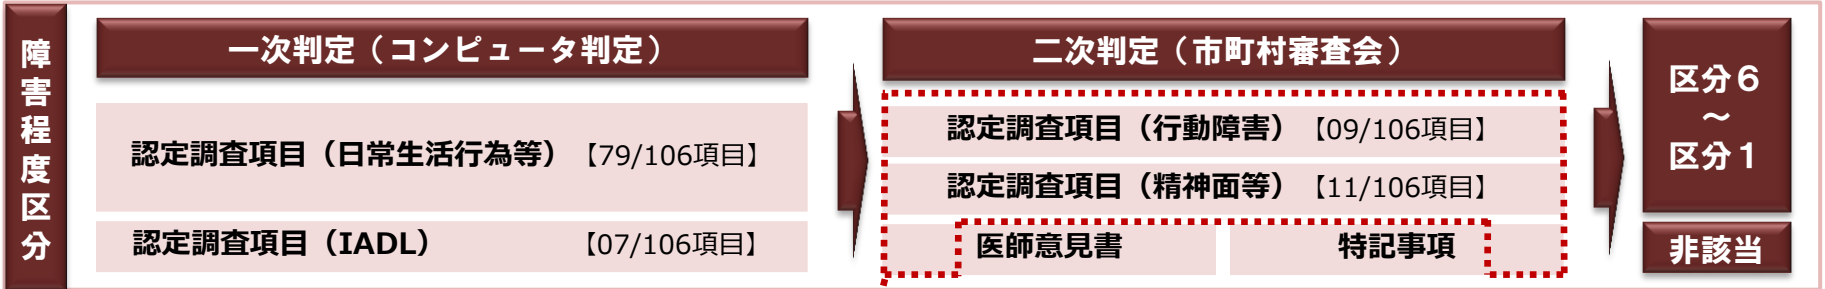 障害程度区分
一次判定（コンピュータ判定）
認定調査項目（日常生活行為等）【79/106項目】
認定調査項目（IADL）【07/106項目】
二次判定（市町村審査会）
認定調査項目（行動障害）【09/106項目】
認定調査項目（精神面等）【11/106項目】
医師意見書
特記事項
区分６
～
区分１
非該当